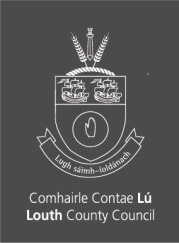 Lugh sáimh-ioldánach
Comhairle Contae Lú
Louth County Council